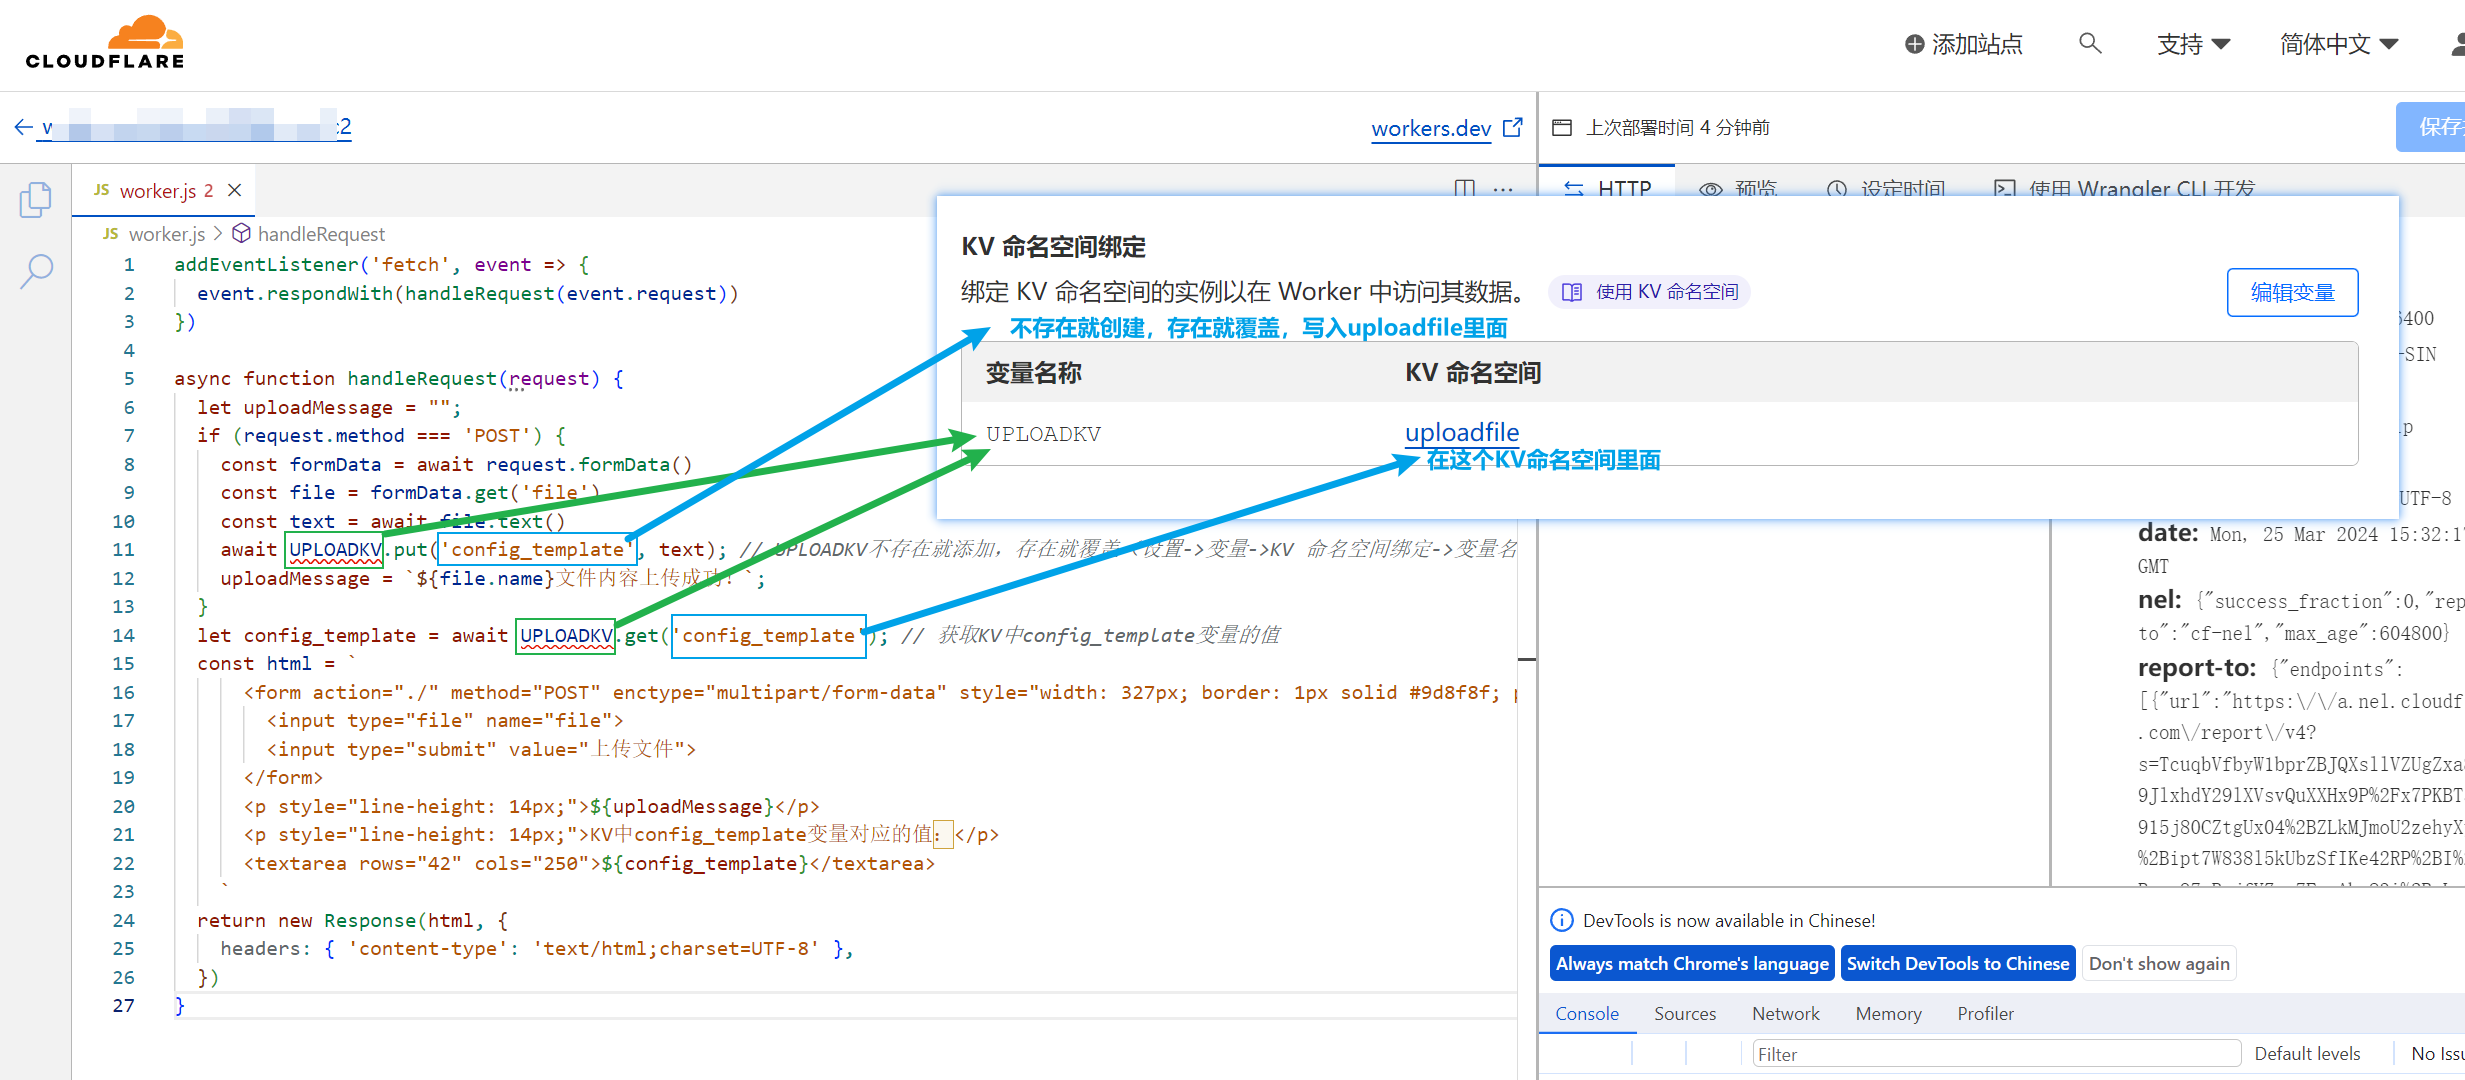 CLOUDFLARE
添加站点
支持
简体中文
workers.dev
上次部署时间 4 分钟前
保存
JS worker.js 2
HTTP
预览
设定时间
使用 Wrangler CLI 开发
JS worker.js > handleRequest
1 addEventListener('fetch', event => {
2 event.respondWith(handleRequest(event.request))
3 })
4
5 async function handleRequest(request) {
6 let uploadMessage = "";
7 if (request.method === 'POST') {
8 const formData = await request.formData()
9 const file = formData.get('file')
10 const text = await file.text()
11 await UPLOADKV.put('config_template', text); // UPLOADKV不存在就添加，存在就覆盖（设置->变量->KV 命名空间绑定->变量名
12 uploadMessage = `${file.name}文件内容上传成功！`;
13 }
14 let config_template = await UPLOADKV.get('config_template'); // 获取KV中config_template变量的值
15 const html = `
16 <form action="./" method="POST" enctype="multipart/form-data" style="width: 327px; border: 1px solid #9d8f8f; p
17 <input type="file" name="file">
18 <input type="submit" value="上传文件">
19 </form>
20 <p style="line-height: 14px;">${uploadMessage}</p>
21 <p style="line-height: 14px;">KV中config_template变量对应的值：</p>
22 <textarea rows="42" cols="250">${config_template}</textarea>
23 `
24 return new Response(html, {
25 headers: { 'content-type': 'text/html;charset=UTF-8' },
26 })
27 }
KV 命名空间绑定
绑定 KV 命名空间的实例以在 Worker 中访问其数据。
使用 KV 命名空间
编辑变量
不存在就创建，存在就覆盖，写入uploadfile里面
变量名称
KV 命名空间
UPLOADKV
uploadfile
在这个KV命名空间里面
6400
-SIN
UTF-8
date: Mon, 25 Mar 2024 15:32:17
GMT
nel: {"success_fraction":0,"rep
to":"cf-nel","max_age":604800}
report-to: {"endpoints":
[{"url":"https:\/\/a.nel.cloudf
.com\/report\/v4?
DevTools is now available in Chinese!
Always match Chrome's language
Switch DevTools to Chinese
Don't show again
Console
Sources
Network
Memory
Profiler
Filter
Default levels
No Issu